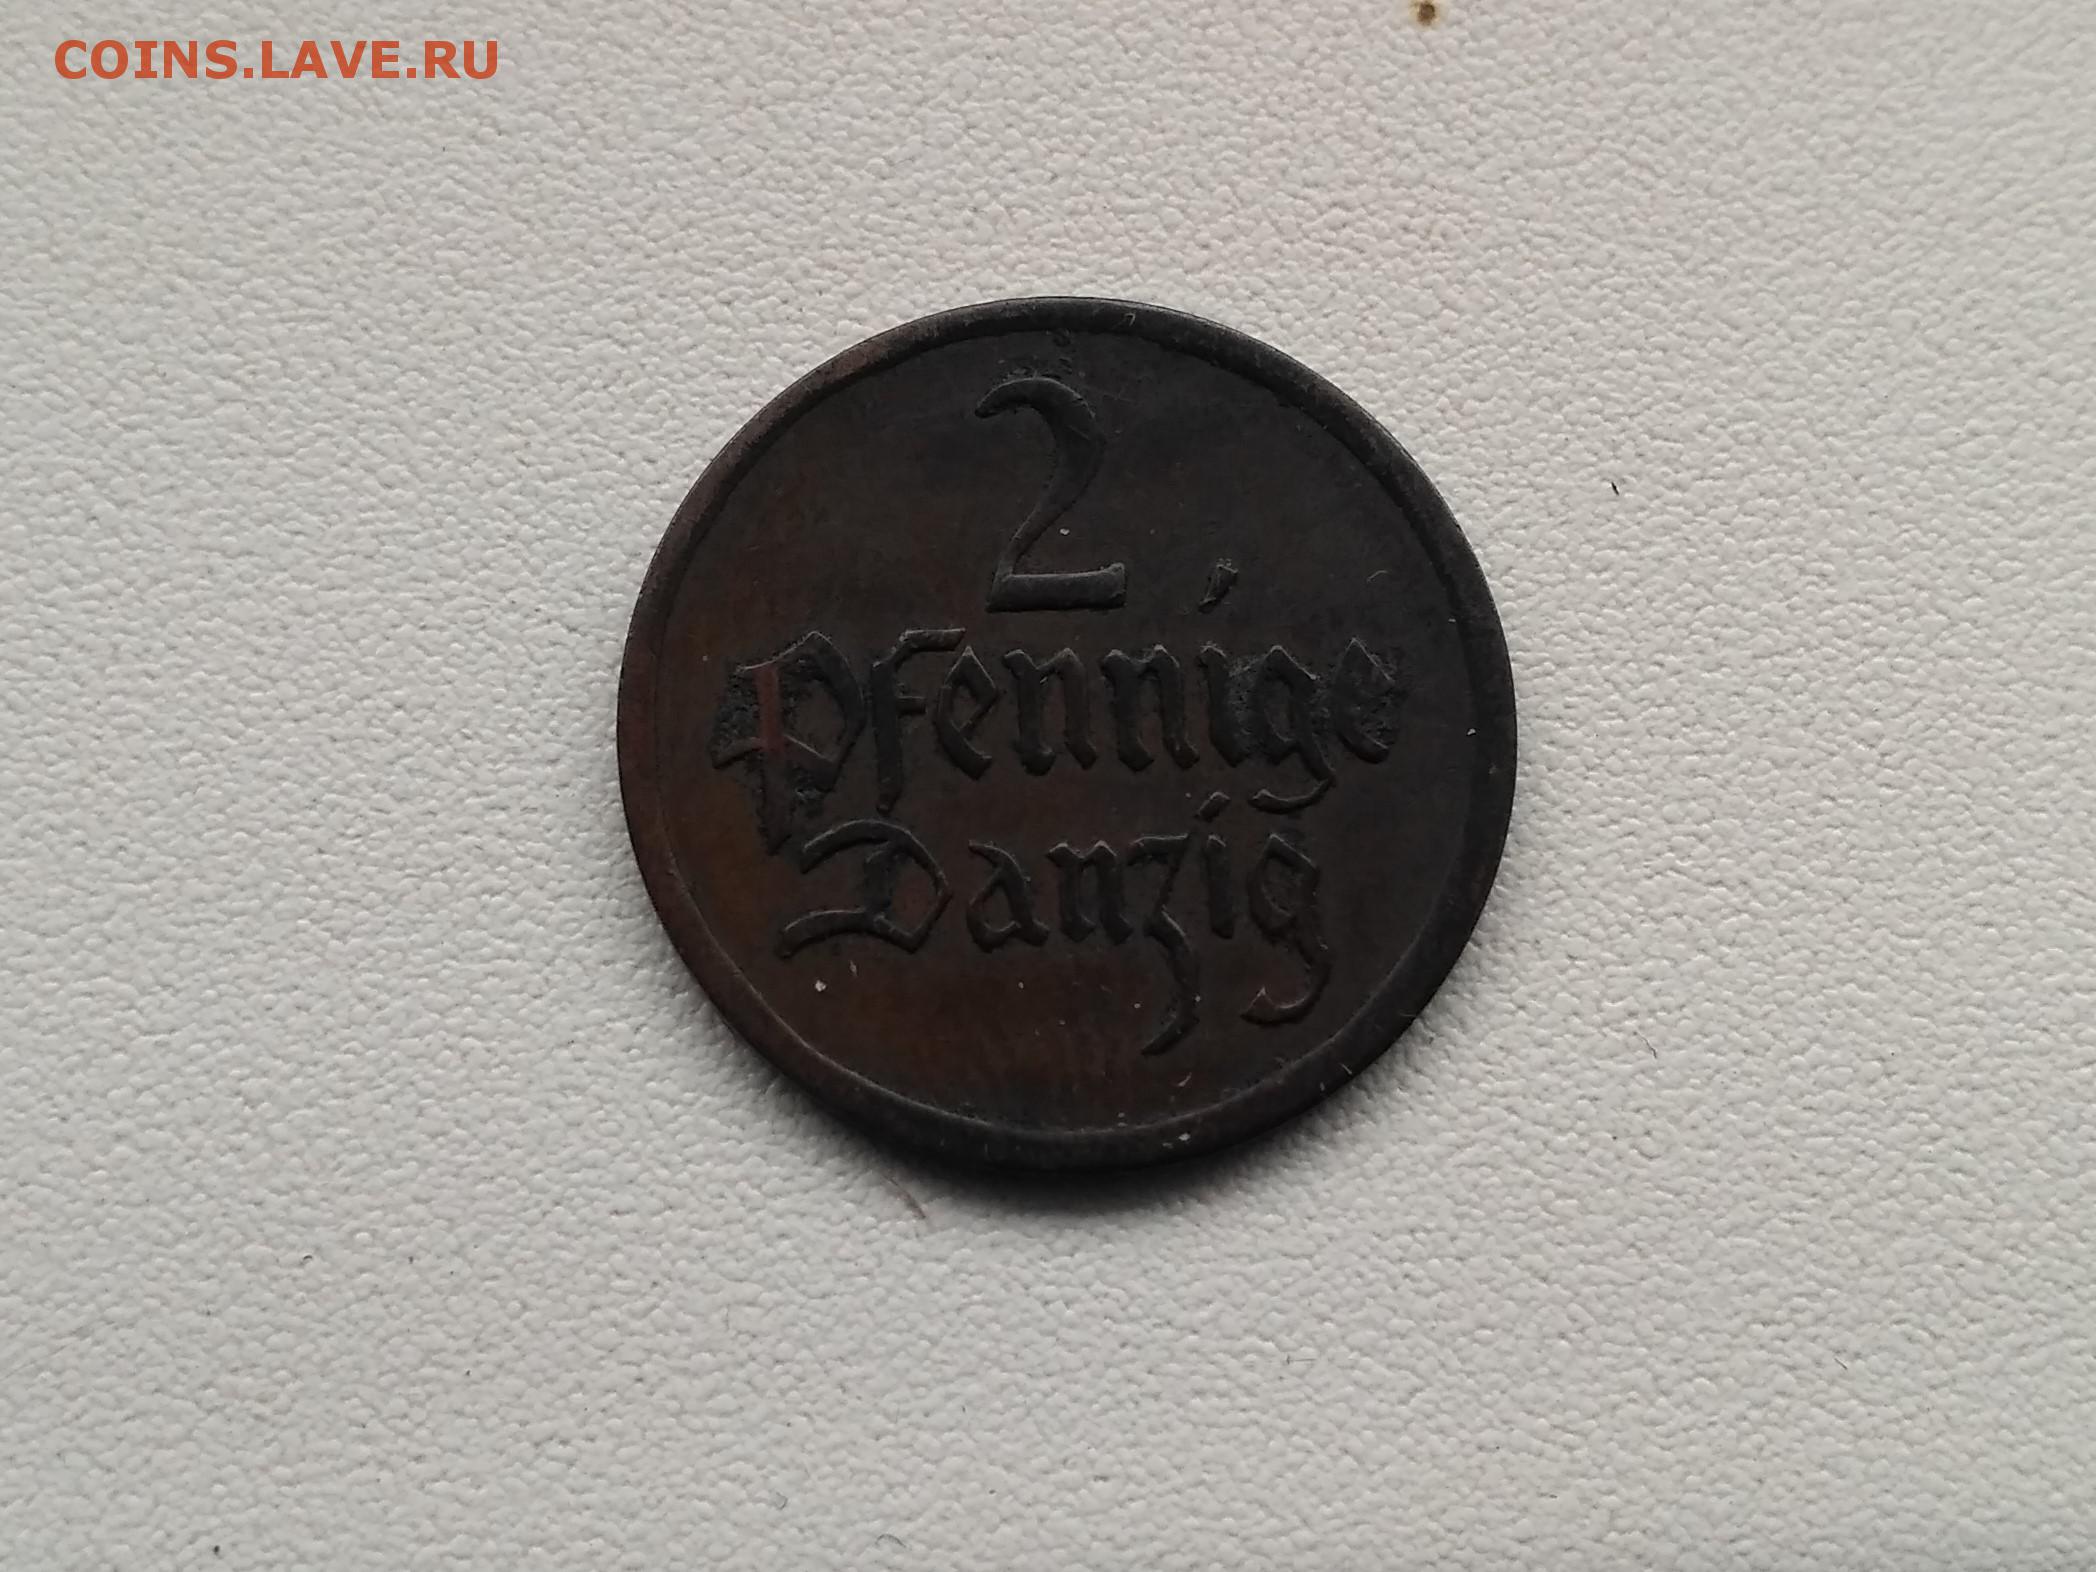 COINS.LAVE.RU
2
Pfennige
Danzig